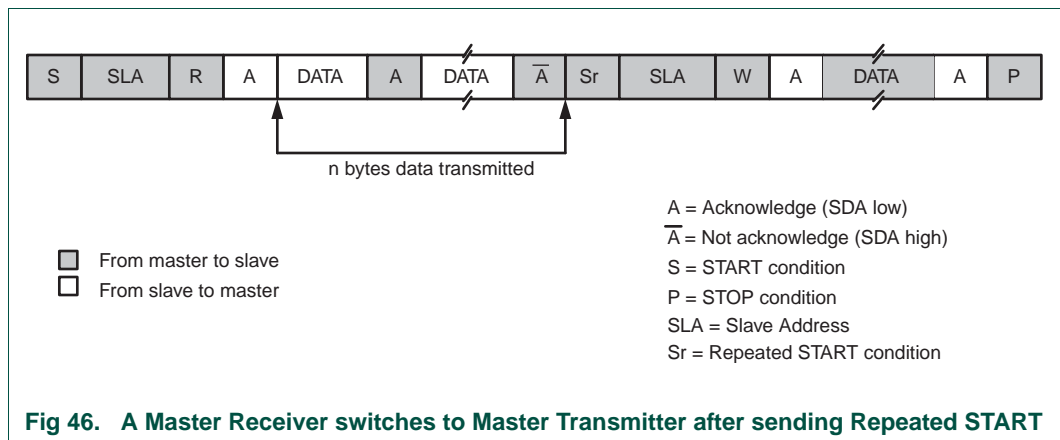 S SLA R A DATA A DATA A̅ Sr SLA W A DATA A P
n bytes data transmitted
From master to slave
From slave to master
A = Acknowledge (SDA low)
A̅ = Not acknowledge (SDA high)
S = START condition
P = STOP condition
SLA = Slave Address
Sr = Repeated START condition
Fig 46. A Master Receiver switches to Master Transmitter after sending Repeated START